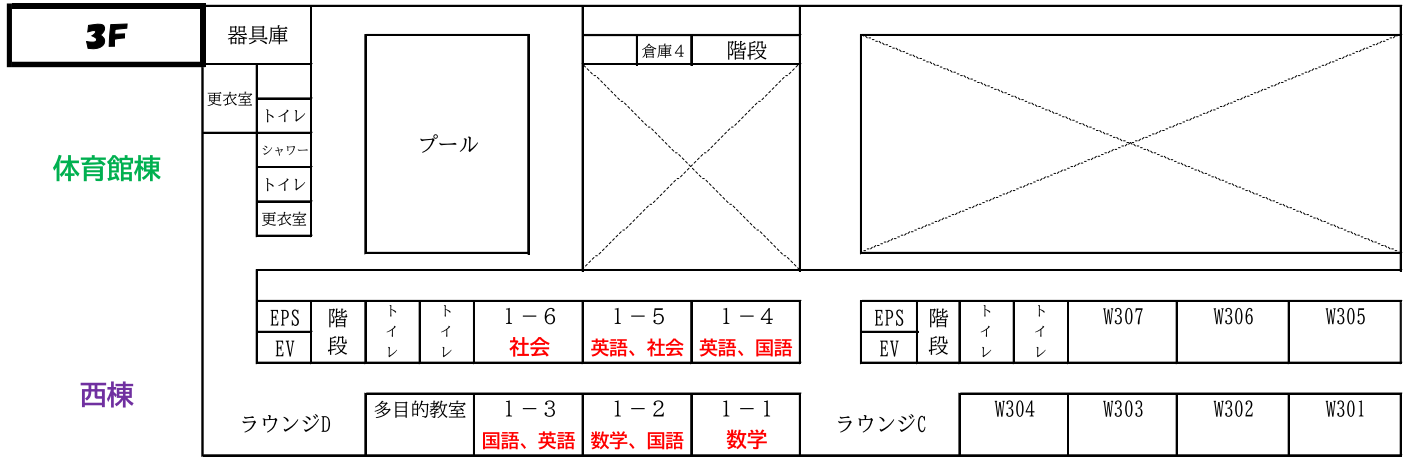 3F
器具庫
倉庫４
階段
更衣室
トイレ
シャワー
トイレ
更衣室
プール
体育館棟
EPS
EV
階段
トイレ
トイレ
１－６
社会
１－５
英語、社会
１－４
英語、国語
EPS
EV
階段
トイレ
トイレ
W307
W306
W305
西棟
ラウンジD
多目的教室
１－３
国語、英語
１－２
数学、国語
１－１
数学
ラウンジC
W304
W303
W302
W301